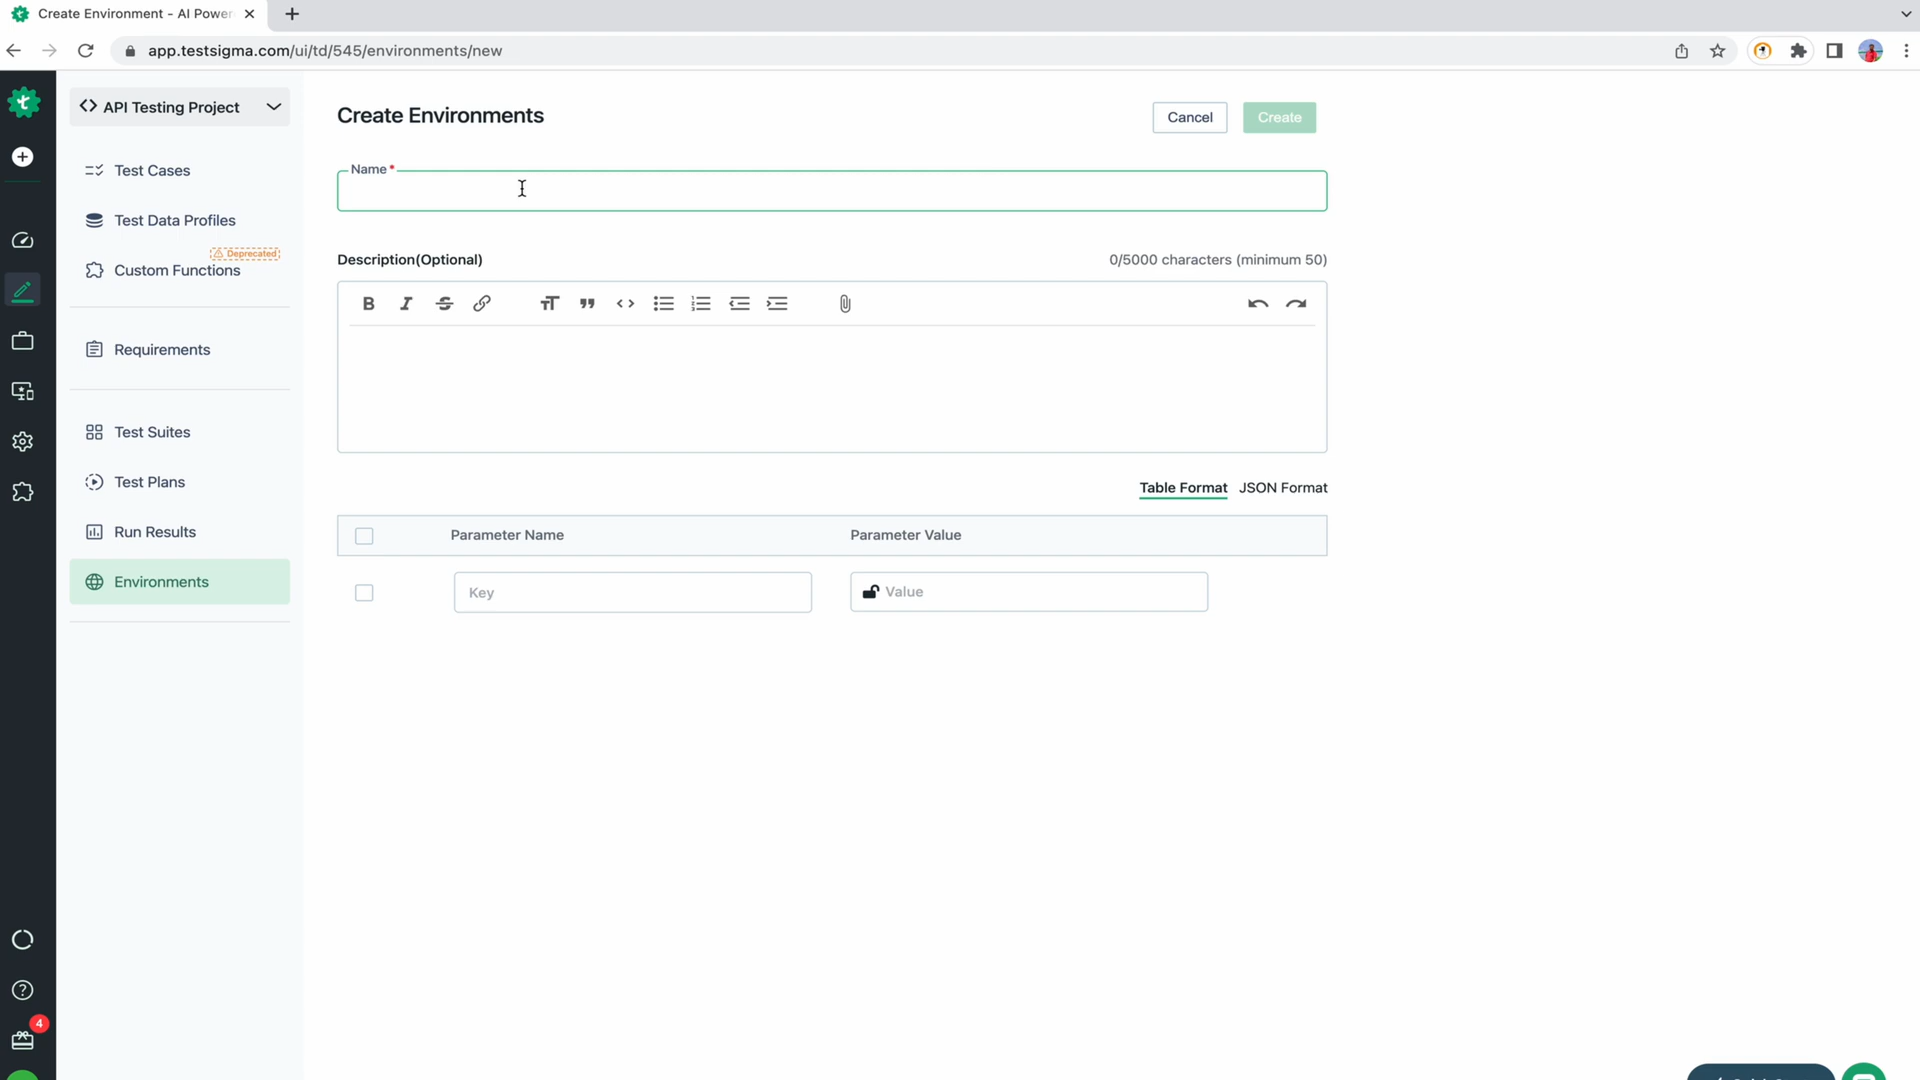 Create Environment - AI Power
app.testsigma.com/ui/td/545/environments/new
API Testing Project
Test Cases
Test Data Profiles
Deprecated
Custom Functions
Requirements
Test Suites
Test Plans
Run Results
Environments
4
Create Environments
Cancel
Create
Name *
Description(Optional)
0/5000 characters (minimum 50)
Table Format
JSON Format
Parameter Name
Parameter Value
Key
Value